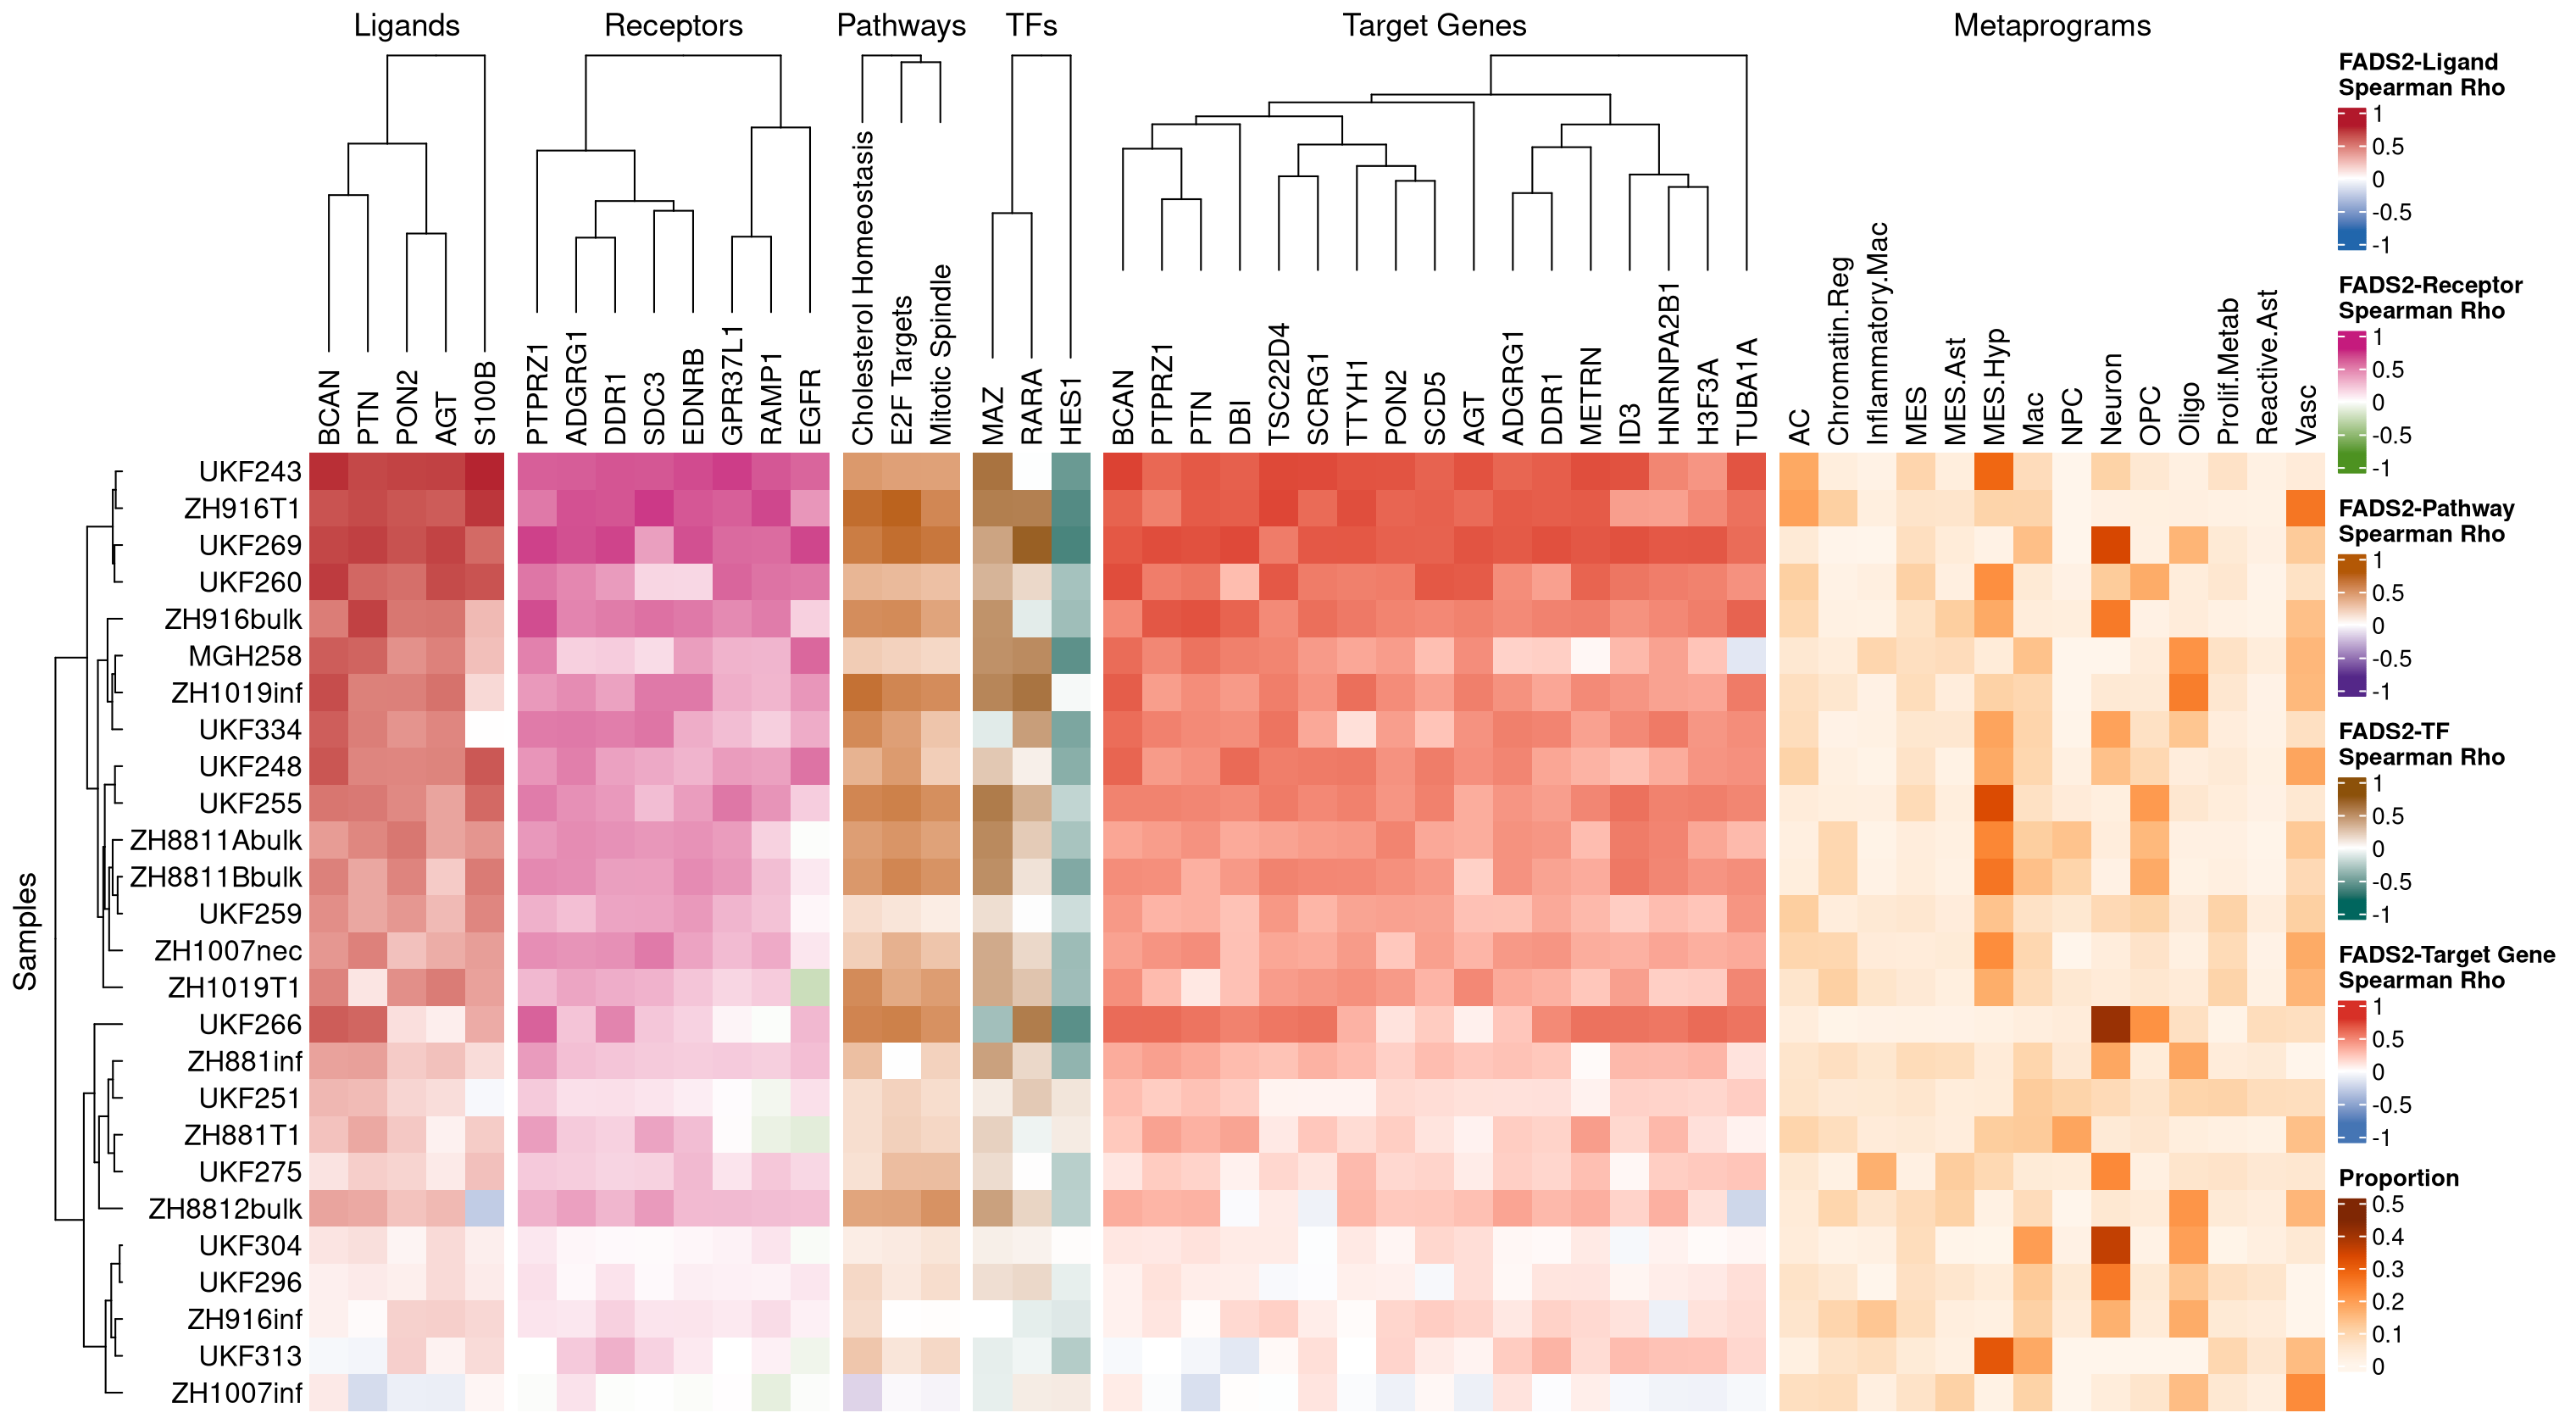 Ligands
Receptors
Pathways
TFs
Target Genes
Metaprograms
BCAN
PTN
PON2
AGT
S100B
PTPRZ1
ADGRG1
DDR1
SDC3
EDNRB
GPR37L1
RAMP1
EGFR
Cholesterol Homeostasis
E2F Targets
Mitotic Spindle
MAZ
RARA
HES1
BCAN
PTPRZ1
PTN
DBI
TSC22D4
SCRG1
TTYH1
PON2
SCD5
AGT
ADGRG1
DDR1
METRN
ID3
HNRNPA2B1
H3F3A
TUBA1A
AC
Chromatin.Reg
Inflammatory.Mac
MES
MES.Ast
MES.Hyp
Mac
NPC
Neuron
OPC
Oligo
Prolif.Metab
Reactive.Ast
Vasc
Samples
UKF243
ZH916T1
UKF269
UKF260
ZH916bulk
MGH258
ZH1019inf
UKF334
UKF248
UKF255
ZH8811Abulk
ZH8811Bbulk
UKF259
ZH1007nec
ZH1019T1
UKF266
ZH881inf
UKF251
ZH881T1
UKF275
ZH8812bulk
UKF304
UKF296
ZH916inf
UKF313
ZH1007inf
FADS2-Ligand
Spearman Rho
1
0.5
0
-0.5
-1
FADS2-Receptor
Spearman Rho
1
0.5
0
-0.5
-1
FADS2-Pathway
Spearman Rho
1
0.5
0
-0.5
-1
FADS2-TF
Spearman Rho
1
0.5
0
-0.5
-1
FADS2-Target Gene
Spearman Rho
1
0.5
0
-0.5
-1
Proportion
0.5
0.4
0.3
0.2
0.1
0